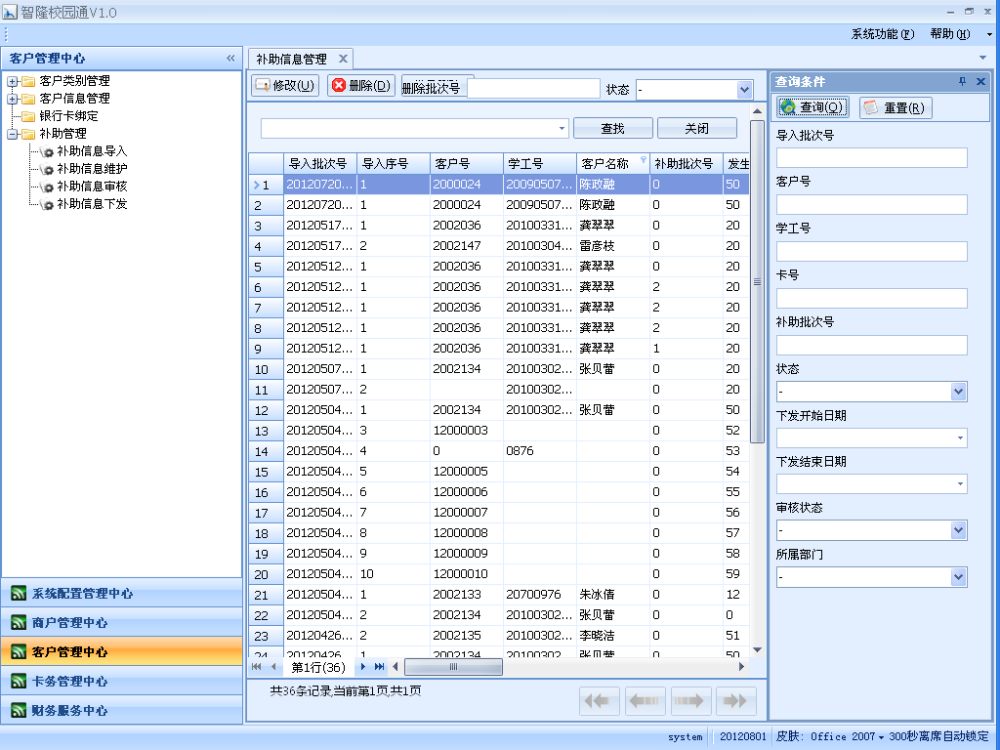 智隆校园通V1.0
系统功能(F) 帮助(H)
客户管理中心
客户类别管理
客户信息管理
银行卡绑定
补助管理
补助信息导入
补助信息维护
补助信息审核
补助信息下发
系统配置管理中心
商户管理中心
客户管理中心
卡务管理中心
财务服务中心
补助信息管理
修改(U) 删除(D) 删除批次号 状态 -
查找 关闭
导入批次号 导入序号 客户号 学工号 客户名称 补助批次号 发生
1 20120720... 1 2000024 20090507... 陈政融 0 50
2 20120720... 1 2000024 20090507... 陈政融 0 50
3 20120517... 1 2002036 20100331... 龚翠翠 0 20
4 20120517... 2 2002147 20100304... 雷彦枝 0 20
5 20120512... 1 2002036 20100331... 龚翠翠 0 20
6 20120512... 1 2002036 20100331... 龚翠翠 2 20
7 20120512... 1 2002036 20100331... 龚翠翠 2 20
8 20120512... 1 2002036 20100331... 龚翠翠 2 20
9 20120512... 1 2002036 20100331... 龚翠翠 1 20
10 20120507... 1 2002134 20100302... 张贝蕾 0 20
11 20120507... 2 20100302... 0 20
12 20120504... 1 2002134 20100302... 张贝蕾 0 50
13 20120504... 3 12000003 0 52
14 20120504... 4 0 0876 0 53
15 20120504... 5 12000005 0 54
16 20120504... 6 12000006 0 55
17 20120504... 7 12000007 0 56
18 20120504... 8 12000008 0 57
19 20120504... 9 12000009 0 58
20 20120504... 10 12000010 0 59
21 20120504... 1 2002133 20700976 朱冰倩 0 12
22 20120504... 2 2002134 20100302... 张贝蕾 0 0
23 20120426... 2 2002135 20100302... 李晓洁 0 51
24 20120426... 1 2002134 20100302... 张贝蕾 0 50
第1行(36)
共36条记录,当前第1页,共1页
查询条件
查询(Q) 重置(R)
导入批次号
客户号
学工号
卡号
补助批次号
状态
-
下发开始日期
下发结束日期
审核状态
-
所属部门
-
system 20120801 皮肤: Office 2007 300秒离席自动锁定